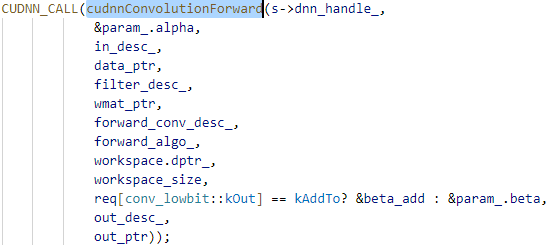 CUDNN_CALL(cudnnConvolutionForward(s->dnn_handle_,
&param_.alpha,
in_desc_,
data_ptr,
filter_desc_,
wmat_ptr,
forward_conv_desc_,
forward_algo_,
workspace.dptr_,
workspace_size,
req[conv_lowbit::kOut] == kAddTo? &beta_add : &param_.beta,
out_desc_,
out_ptr));